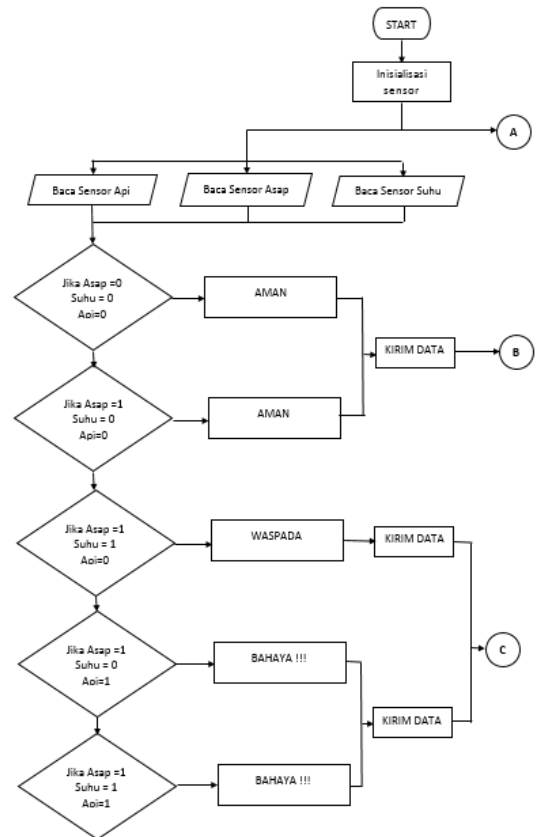 START
Inisialisasi
sensor
A
Baca Sensor Api
Baca Sensor Asap
Baca Sensor Suhu
Jika Asap =0
Suhu = 0
Api=0
AMAN
KIRIM DATA
B
Jika Asap =1
Suhu = 0
Api=0
AMAN
Jika Asap =1
Suhu = 1
Api=0
WASPADA
KIRIM DATA
C
Jika Asap =1
Suhu = 0
Api=1
BAHAYA !!!
KIRIM DATA
Jika Asap =1
Suhu = 1
Api=1
BAHAYA !!!